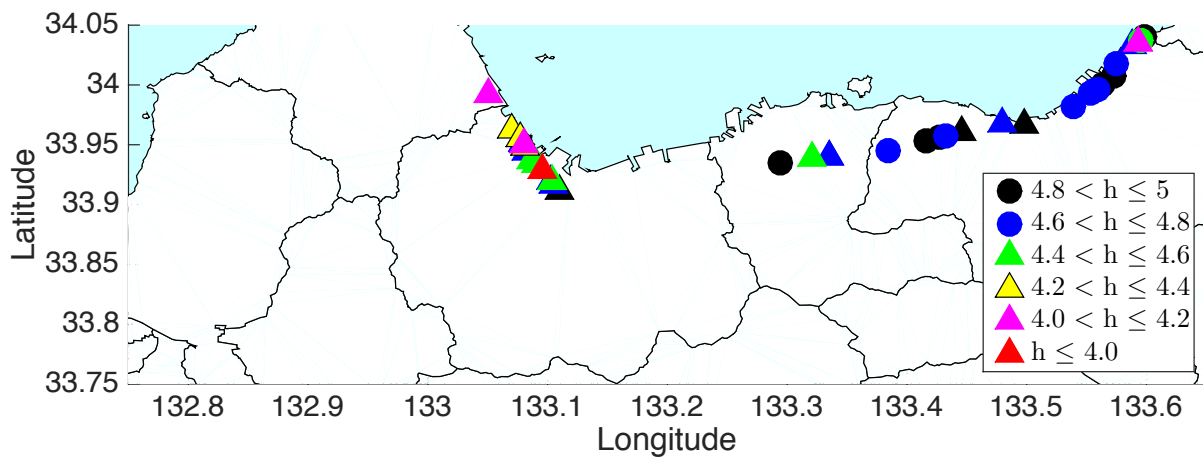 34.05
34
33.95
33.9
33.85
33.8
33.75
Latitude
132.8 132.9 133 133.1 133.2 133.3 133.4 133.5 133.6
Longitude
4.8 < h ≤ 5
4.6 < h ≤ 4.8
4.4 < h ≤ 4.6
4.2 < h ≤ 4.4
4.0 < h ≤ 4.2
h ≤ 4.0